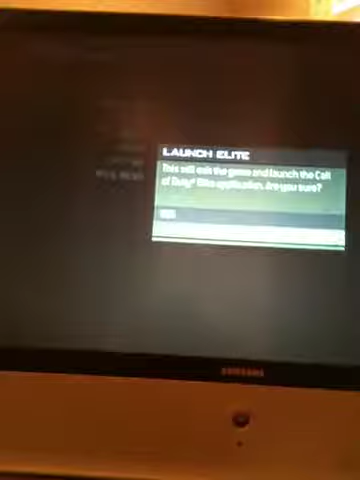 LAUNCH ELITE
This will exit the game and launch the Call
of Duty® Elite application. Are you sure?
YES
SAMSUNG